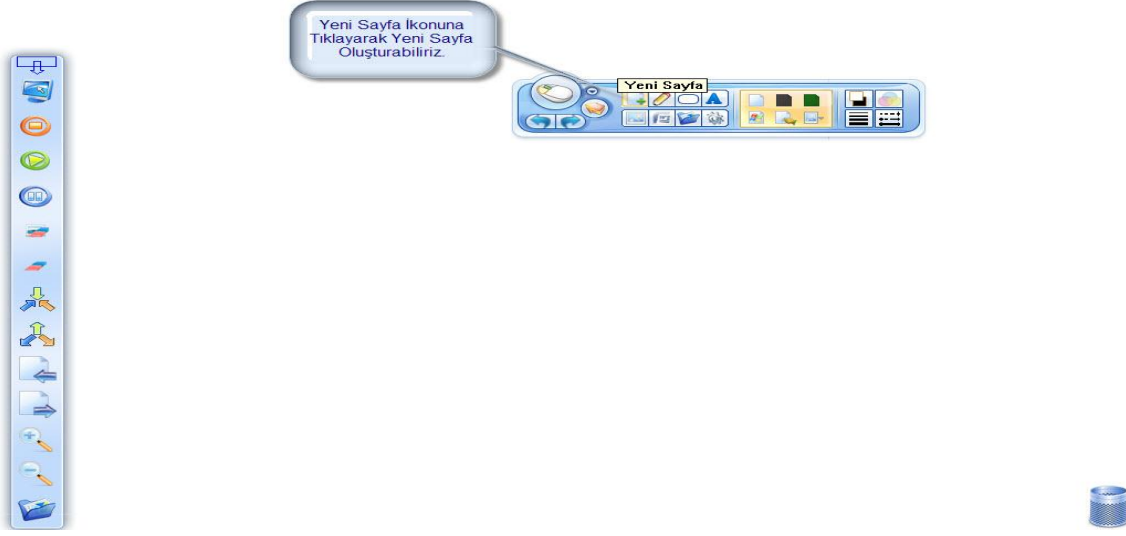 Yeni Sayfa İkonuna
Tıklayarak Yeni Sayfa
Oluşturabiliriz.
Yeni Sayfa
A